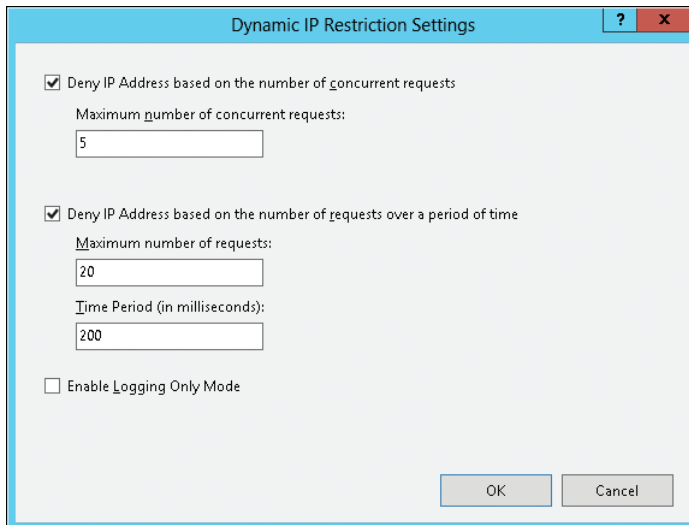 Dynamic IP Restriction Settings
? x
Deny IP Address based on the number of concurrent requests
Maximum number of concurrent requests:
5
Deny IP Address based on the number of requests over a period of time
Maximum number of requests:
20
Time Period (in milliseconds):
200
Enable Logging Only Mode
OK Cancel